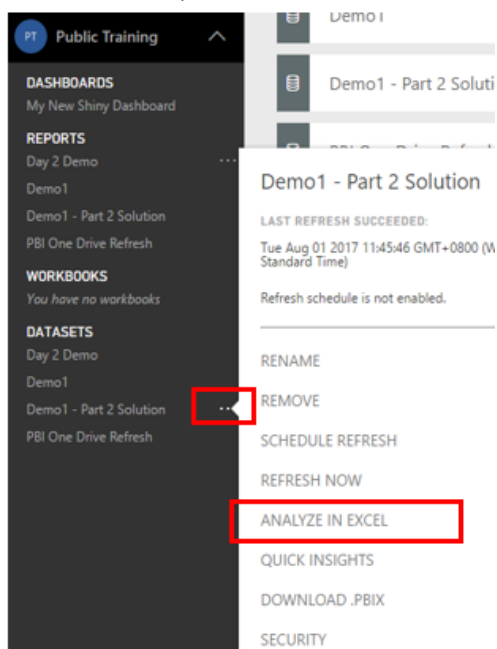 PT Public Training
DASHBOARDS
My New Shiny Dashboard
REPORTS
Day 2 Demo
Demo1
Demo1 - Part 2 Solution
PBI One Drive Refresh
WORKBOOKS
You have no workbooks
DATASETS
Day 2 Demo
Demo1
Demo1 - Part 2 Solution
PBI One Drive Refresh
Demo1
Demo1 - Part 2 Soluti
Demo1 - Part 2 Solution
LAST REFRESH SUCCEEDED:
Tue Aug 01 2017 11:45:46 GMT+0800 (W
Standard Time)
Refresh schedule is not enabled.
RENAME
REMOVE
SCHEDULE REFRESH
REFRESH NOW
ANALYZE IN EXCEL
QUICK INSIGHTS
DOWNLOAD .PBIX
SECURITY